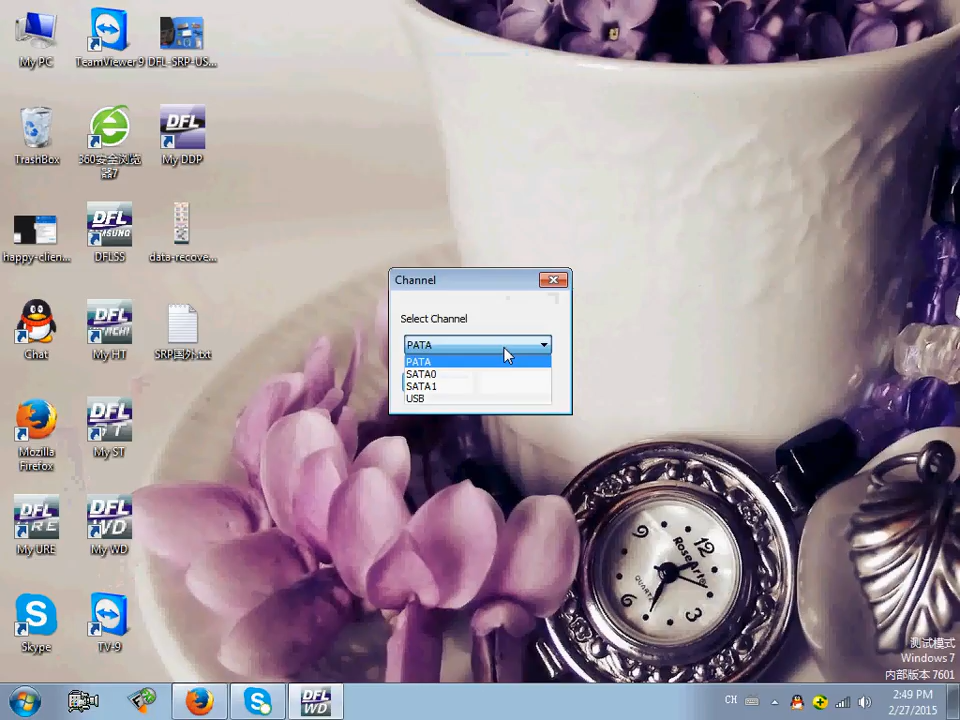 My PC
TeamViewer 9
DFL-SRP-US...
TrashBox
360安全浏览
器7
DFL
My DDP
happy-clien...
DFL
SAMSUNG
DFLSS
data-recove...
Chat
DFL
HITACHI
My HT
SRP国外.txt
Mozilla
Firefox
DFL
ST
My ST
DFL
URE
My URE
DFL
WD
My WD
Skype
TV-9
Channel
Select Channel
PATA
PATA
SATA0
SATA1
USB
RoseArt
QUARTZ
12
3
6
9
测试模式
Windows 7
内部版本 7601
DFL
WD
CH
2:49 PM
2/27/2015